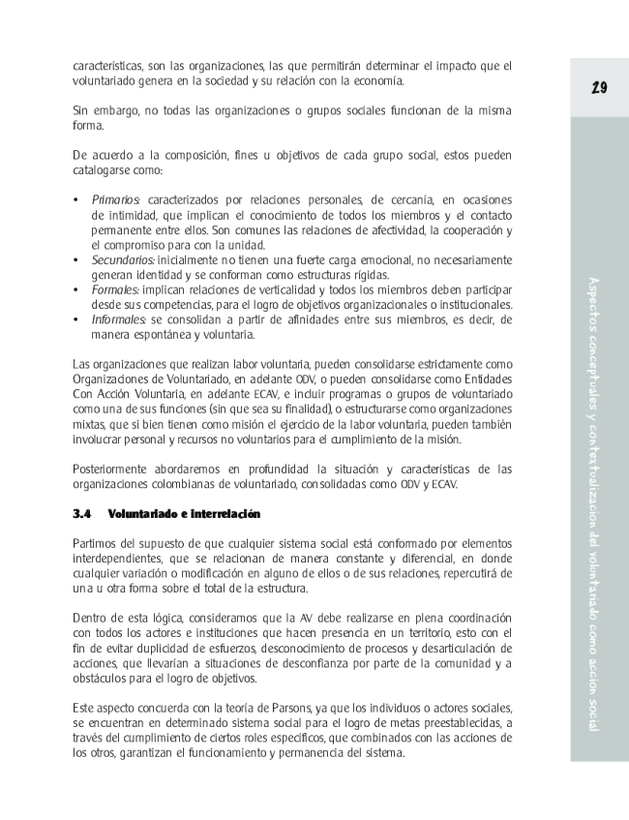 características, son las organizaciones, las que permitirán determinar el impacto que el
voluntariado genera en la sociedad y su relación con la economía.
Sin embargo, no todas las organizaciones o grupos sociales funcionan de la misma
forma.
De acuerdo a la composición, fines u objetivos de cada grupo social, estos pueden
catalogarse como:
• Primarios: caracterizados por relaciones personales, de cercanía, en ocasiones
de intimidad, que implican el conocimiento de todos los miembros y el contacto
permanente entre ellos. Son comunes las relaciones de afectividad, la cooperación y
el compromiso para con la unidad.
• Secundarios: inicialmente no tienen una fuerte carga emocional, no necesariamente
generan identidad y se conforman como estructuras rígidas.
• Formales: implican relaciones de verticalidad y todos los miembros deben participar
desde sus competencias, para el logro de objetivos organizacionales o institucionales.
• Informales: se consolidan a partir de afinidades entre sus miembros, es decir, de
manera espontánea y voluntaria.
Las organizaciones que realizan labor voluntaria, pueden consolidarse estrictamente como
Organizaciones de Voluntariado, en adelante ODV, o pueden consolidarse como Entidades
Con Acción Voluntaria, en adelante ECAV, e incluir programas o grupos de voluntariado
como una de sus funciones (sin que sea su finalidad), o estructurarse como organizaciones
mixtas, que si bien tienen como misión el ejercicio de la labor voluntaria, pueden también
involucrar personal y recursos no voluntarios para el cumplimiento de la misión.
Posteriormente abordaremos en profundidad la situación y características de las
organizaciones colombianas de voluntariado, consolidadas como ODV y ECAV.
3.4 Voluntariado e interrelación
Partimos del supuesto de que cualquier sistema social está conformado por elementos
interdependientes, que se relacionan de manera constante y diferencial, en donde
cualquier variación o modificación en alguno de ellos o de sus relaciones, repercutirá de
una u otra forma sobre el total de la estructura.
Dentro de esta lógica, consideramos que la AV debe realizarse en plena coordinación
con todos los actores e instituciones que hacen presencia en un territorio, esto con el
fin de evitar duplicidad de esfuerzos, desconocimiento de procesos y desarticulación de
acciones, que llevarían a situaciones de desconfianza por parte de la comunidad y a
obstáculos para el logro de objetivos.
Este aspecto concuerda con la teoría de Parsons, ya que los individuos o actores sociales,
se encuentran en determinado sistema social para el logro de metas preestablecidas, a
través del cumplimiento de ciertos roles específicos, que combinados con las acciones de
los otros, garantizan el funcionamiento y permanencia del sistema.
29
Aspectos conceptuales y contextualización del voluntariado como acción social